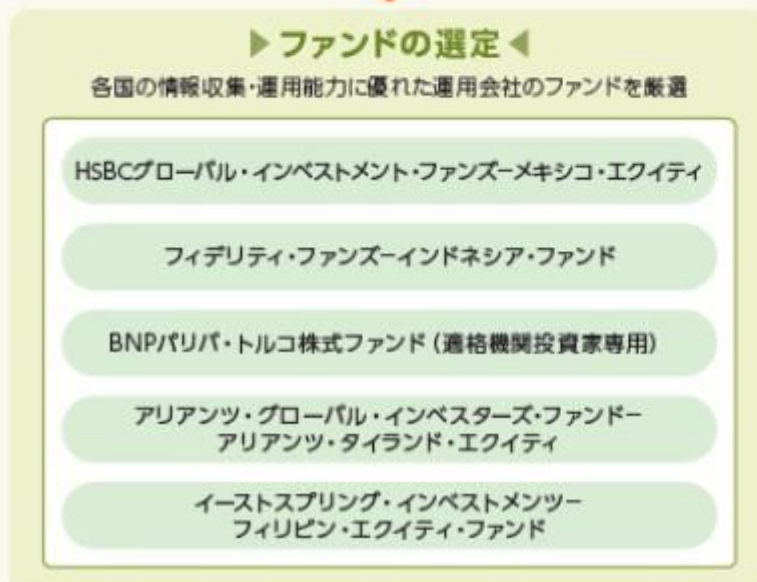 ▶ファンドの選定◀
各国の情報収集・運用能力に優れた運用会社のファンドを厳選
HSBCグローバル・インベストメント・ファンズーメキシコ・エクイティ
フィデリティ・ファンズーインドネシア・ファンド
BNPパリバ・トルコ株式ファンド（適格機関投資家専用）
アリアンツ・グローバル・インベスターズ・ファンドー
アリアンツ・タイランド・エクイティ
イーストスプリング・インベストメンツー
フィリピン・エクイティ・ファンド